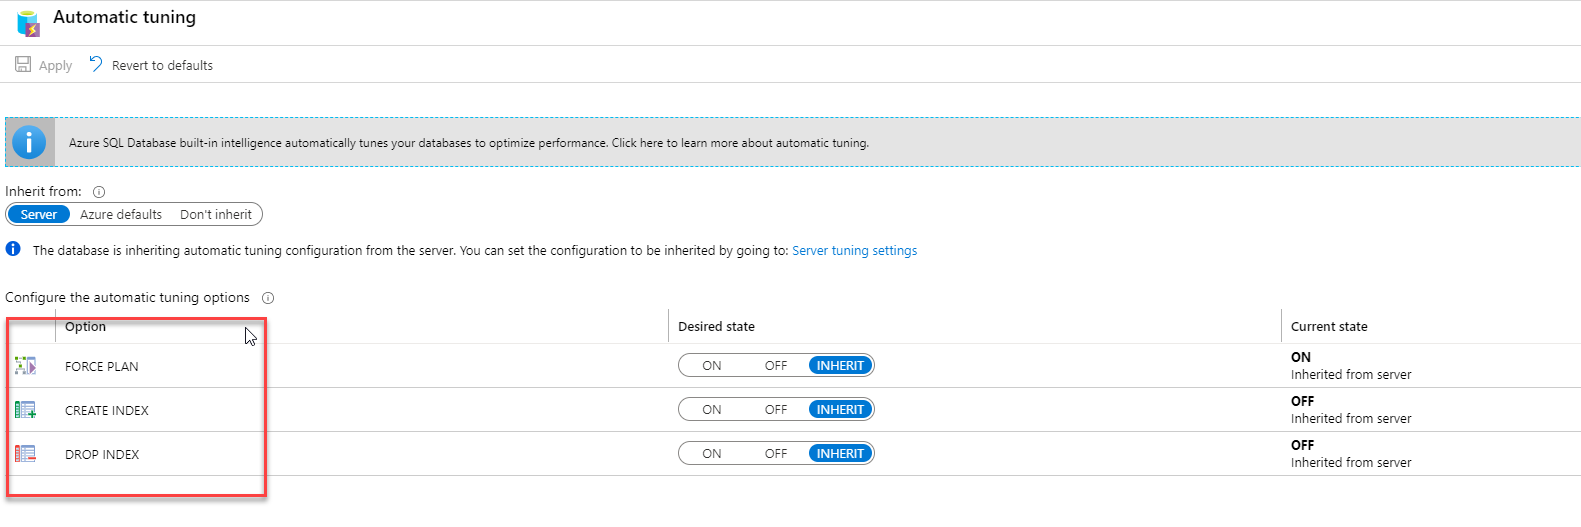 Automatic tuning
Apply Revert to defaults
Azure SQL Database built-in intelligence automatically tunes your databases to optimize performance. Click here to learn more about automatic tuning.
Inherit from:
Server Azure defaults Don't inherit
The database is inheriting automatic tuning configuration from the server. You can set the configuration to be inherited by going to: Server tuning settings
Configure the automatic tuning options
Option Desired state Current state
FORCE PLAN ON OFF INHERIT ON
Inherited from server
CREATE INDEX ON OFF INHERIT OFF
Inherited from server
DROP INDEX ON OFF INHERIT OFF
Inherited from server